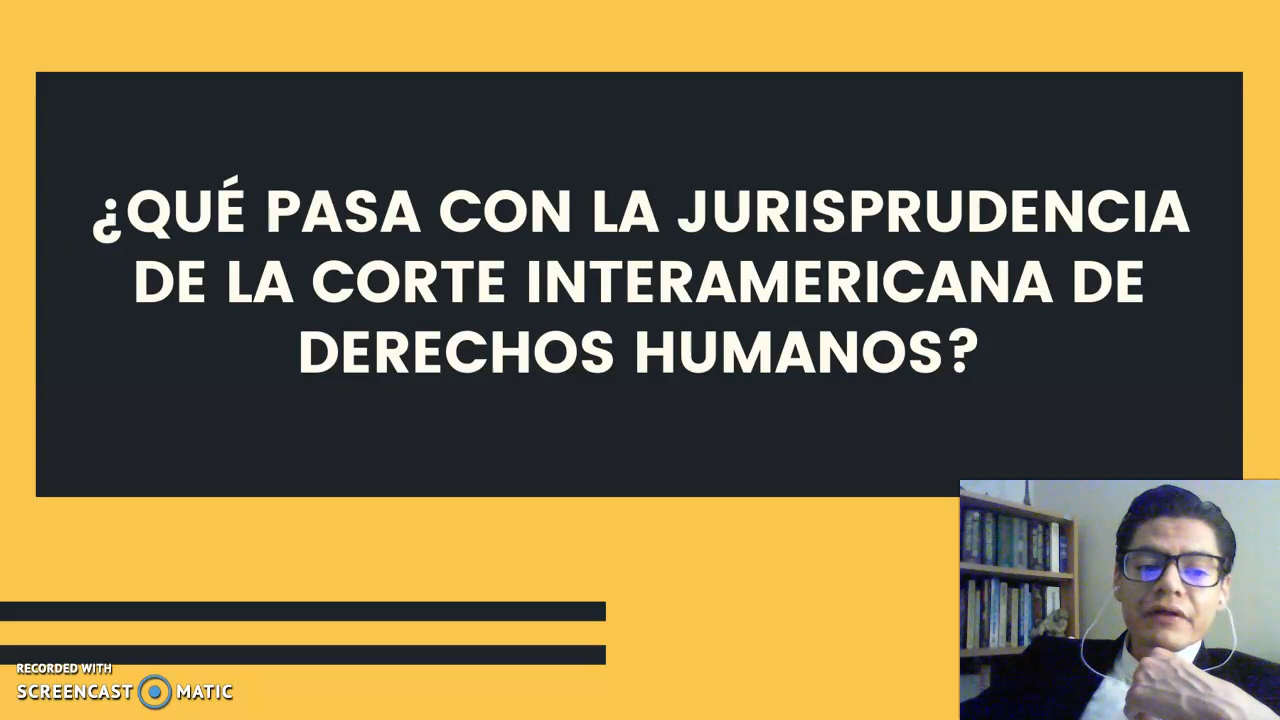 ¿QUÉ PASA CON LA JURISPRUDENCIA
DE LA CORTE INTERAMERICANA DE
DERECHOS HUMANOS?
RECORDED WITH
SCREENCAST MATIC